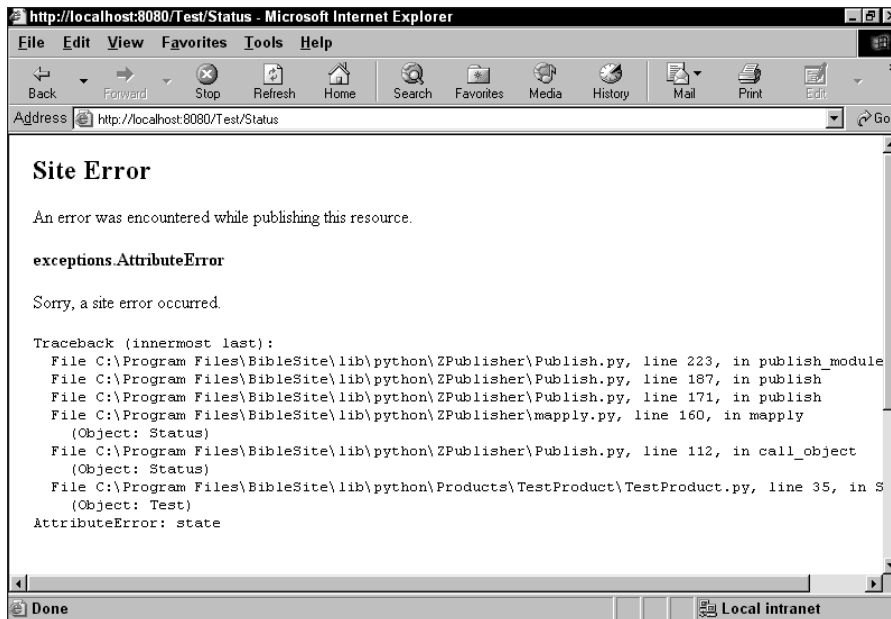 http://localhost:8080/Test/Status - Microsoft Internet Explorer
File Edit View Favorites Tools Help
Back Forward Stop Refresh Home Search Favorites Media History Mail Print Edit
Address http://localhost:8080/Test/Status Go
Site Error
An error was encountered while publishing this resource.
exceptions.AttributeError
Sorry, a site error occurred.
Traceback (innermost last):
File C:\Program Files\BibleSite\lib\python\ZPublisher\Publish.py, line 223, in publish_module
File C:\Program Files\BibleSite\lib\python\ZPublisher\Publish.py, line 187, in publish
File C:\Program Files\BibleSite\lib\python\ZPublisher\Publish.py, line 171, in publish
File C:\Program Files\BibleSite\lib\python\ZPublisher\mapply.py, line 160, in mapply
(Object: Status)
File C:\Program Files\BibleSite\lib\python\ZPublisher\Publish.py, line 112, in call_object
(Object: Status)
File C:\Program Files\BibleSite\lib\python\Products\TestProduct\TestProduct.py, line 35, in S
(Object: Test)
AttributeError: state
Done Local intranet